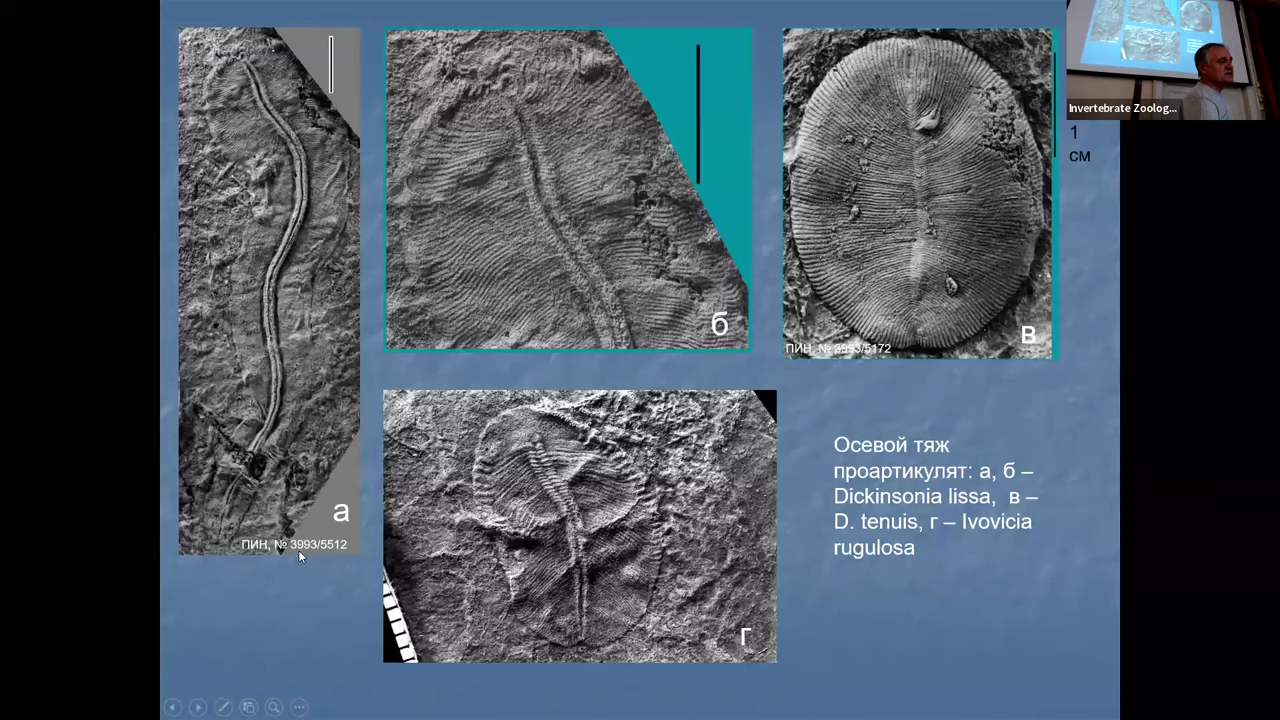 Invertebrate Zoolog...
1
см
а
ПИН, № 3993/5512
б
в
ПИН, № 3993/5172
г
Осевой тяж
проартикулят: а, б –
Dickinsonia lissa, в –
D. tenuis, г – Ivovicia
rugulosa